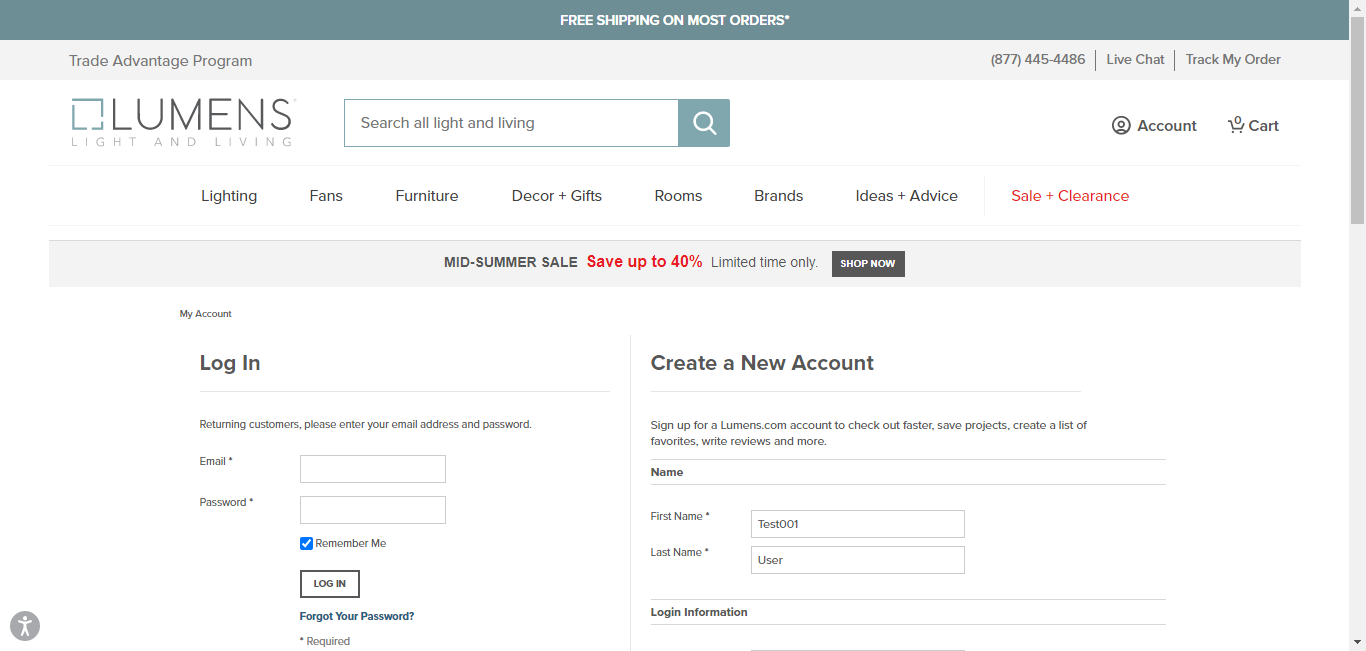 FREE SHIPPING ON MOST ORDERS*
Trade Advantage Program
(877) 445-4486
Live Chat
Track My Order
LUMENS
LIGHT AND LIVING
Search all light and living
Account
0
Cart
Lighting
Fans
Furniture
Decor + Gifts
Rooms
Brands
Ideas + Advice
Sale + Clearance
MID-SUMMER SALE Save up to 40% Limited time only. SHOP NOW
My Account
Log In
Returning customers, please enter your email address and password.
Email *
Password *
Remember Me
LOG IN
Forgot Your Password?
* Required
Create a New Account
Sign up for a Lumens.com account to check out faster, save projects, create a list of
favorites, write reviews and more.
Name
First Name *
Test001
Last Name *
User
Login Information